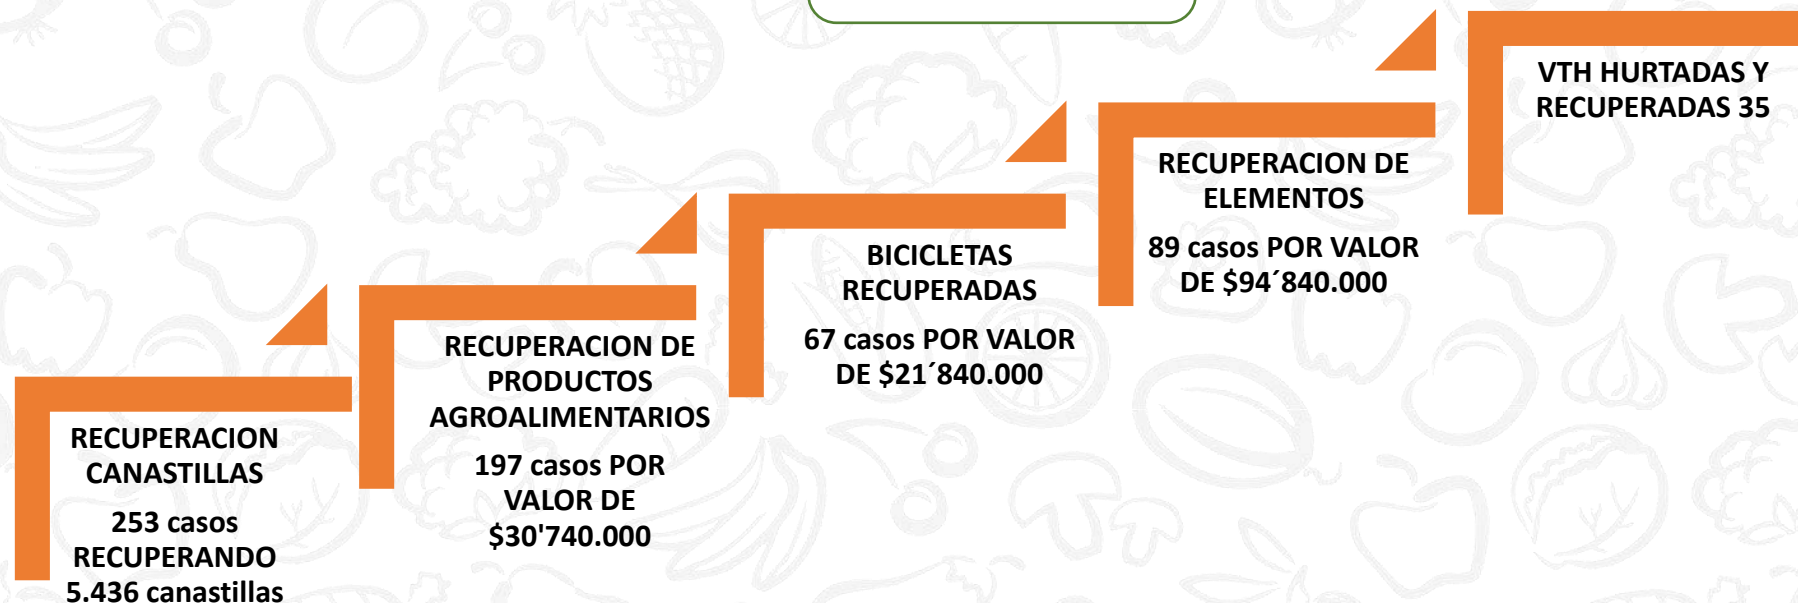 RECUPERACION
CANASTILLAS
253 casos
RECUPERANDO
5.436 canastillas
RECUPERACION DE
PRODUCTOS
AGROALIMENTARIOS
197 casos POR
VALOR DE
$30'740.000
BICICLETAS
RECUPERADAS
67 casos POR VALOR
DE $21´840.000
RECUPERACION DE
ELEMENTOS
89 casos POR VALOR
DE $94´840.000
VTH HURTADAS Y
RECUPERADAS 35